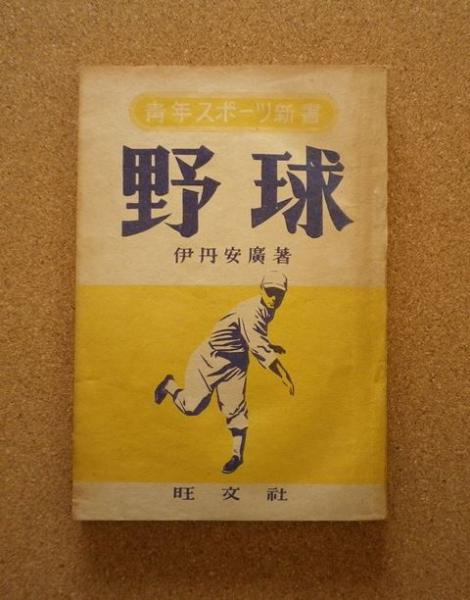 青年スポーツ新書
野球
伊丹安廣著
旺文社